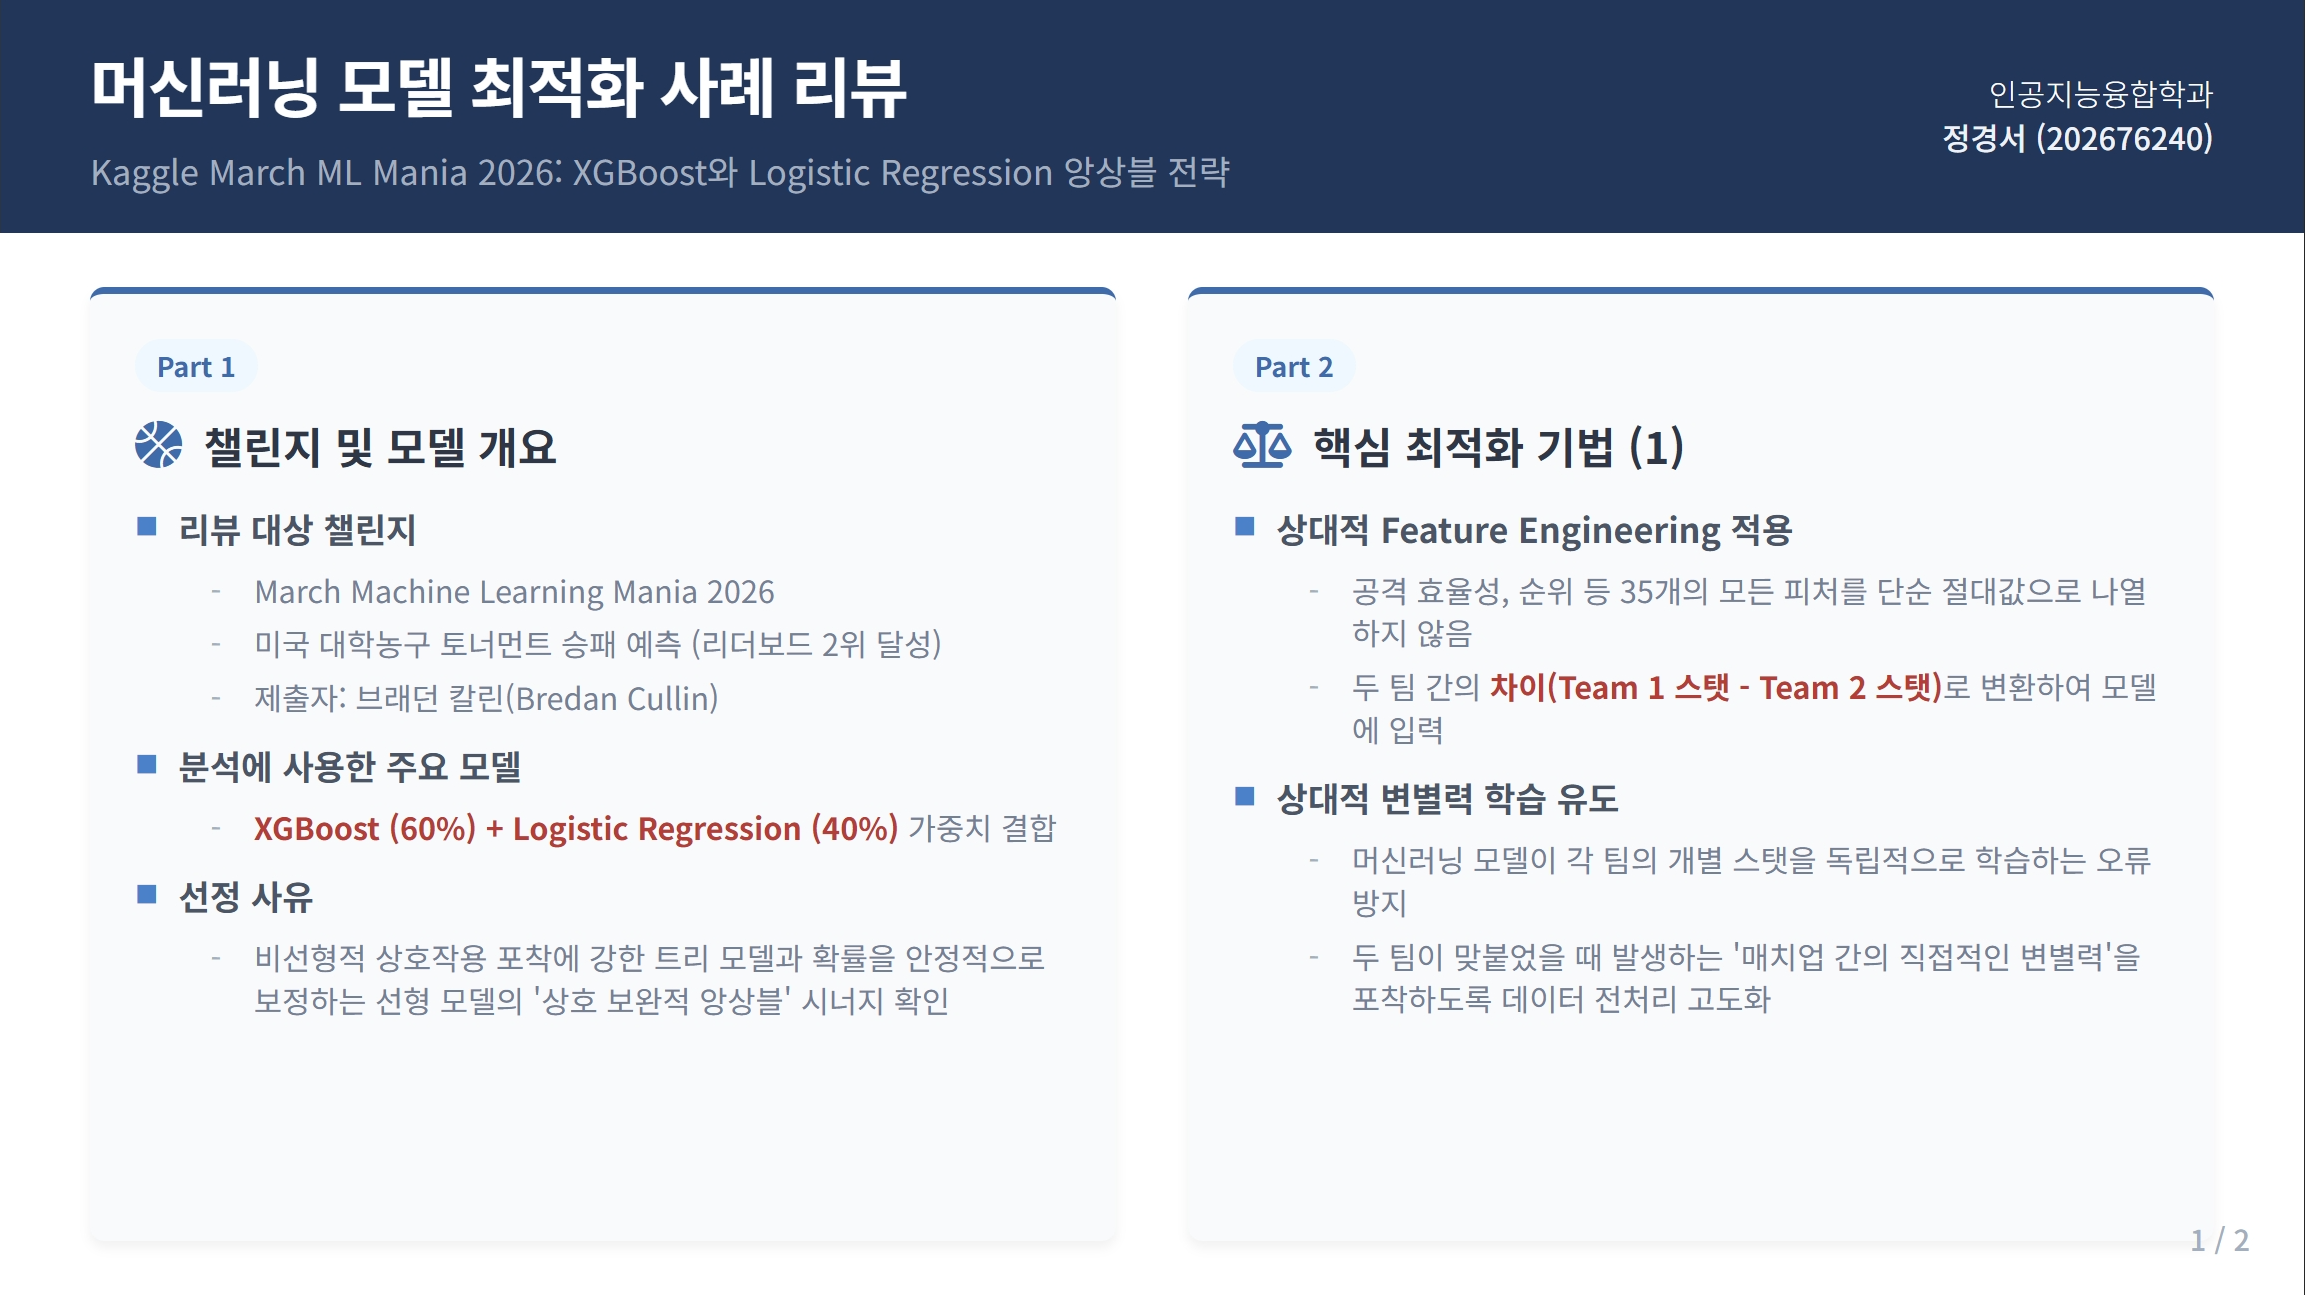 머신러닝 모델 최적화 사례 리뷰
Kaggle March ML Mania 2026: XGBoost와 Logistic Regression 앙상블 전략
인공지능융합학과
정경서 (202676240)
Part 1
챌린지 및 모델 개요
■ 리뷰 대상 챌린지
- March Machine Learning Mania 2026
- 미국 대학농구 토너먼트 승패 예측 (리더보드 2위 달성)
- 제출자: 브래던 칼린(Bredan Cullin)
■ 분석에 사용한 주요 모델
- XGBoost (60%) + Logistic Regression (40%) 가중치 결합
■ 선정 사유
- 비선형적 상호작용 포착에 강한 트리 모델과 확률을 안정적으로
보정하는 선형 모델의 '상호 보완적 앙상블' 시너지 확인
Part 2
핵심 최적화 기법 (1)
■ 상대적 Feature Engineering 적용
- 공격 효율성, 순위 등 35개의 모든 피처를 단순 절대값으로 나열
하지 않음
- 두 팀 간의 차이(Team 1 스탯 - Team 2 스탯)로 변환하여 모델
에 입력
■ 상대적 변별력 학습 유도
- 머신러닝 모델이 각 팀의 개별 스탯을 독립적으로 학습하는 오류
방지
- 두 팀이 맞붙었을 때 발생하는 '매치업 간의 직접적인 변별력'을
포착하도록 데이터 전처리 고도화
1 / 2